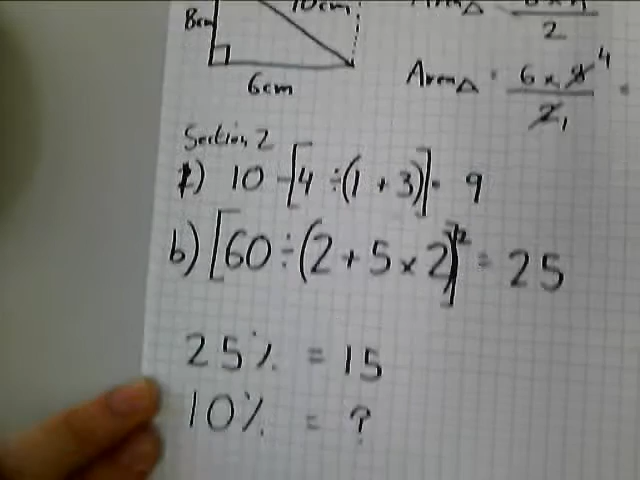 8cm
10cm
2
6cm
Area△ = 6 x 8 4
2 1
Section 2
a) 10 - [4 ÷ (1 + 3)] = 9
b) [60 ÷ (2 + 5 x 2)]² = 25
25% = 15
10% = ?